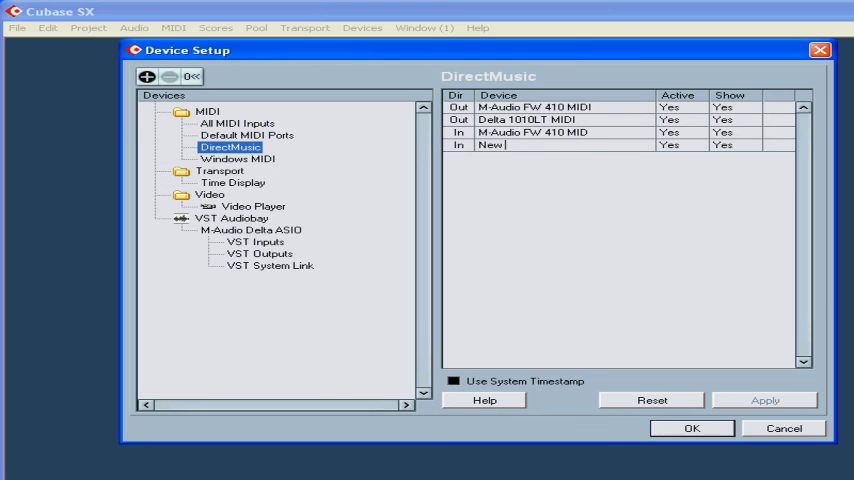 Cubase SX
File Edit Project Audio MIDI Scores Pool Transport Devices Window (1) Help
Device Setup
0<<
DirectMusic
Devices
MIDI
All MIDI Inputs
Default MIDI Ports
DirectMusic
Windows MIDI
Transport
Time Display
Video
Video Player
VST Audiobay
M-Audio Delta ASIO
VST Inputs
VST Outputs
VST System Link
Dir Device Active Show
Out M-Audio FW 410 MIDI Yes Yes
Out Delta 1010LT MIDI Yes Yes
In M-Audio FW 410 MID Yes Yes
In New Yes Yes
Use System Timestamp
Help Reset Apply
OK Cancel